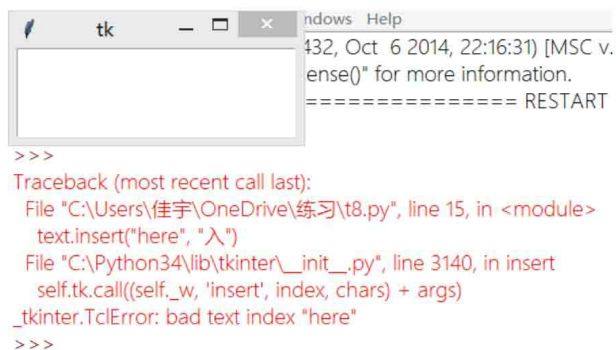 tk
ndows Help
432, Oct 6 2014, 22:16:31) [MSC v.
ense()" for more information.
=============== RESTART
>>>
Traceback (most recent call last):
File "C:\Users\佳宇\OneDrive\练习\t8.py", line 15, in <module>
text.insert("here", "入")
File "C:\Python34\lib\tkinter\__init__.py", line 3140, in insert
self.tk.call((self._w, 'insert', index, chars) + args)
_tkinter.TclError: bad text index "here"
>>>